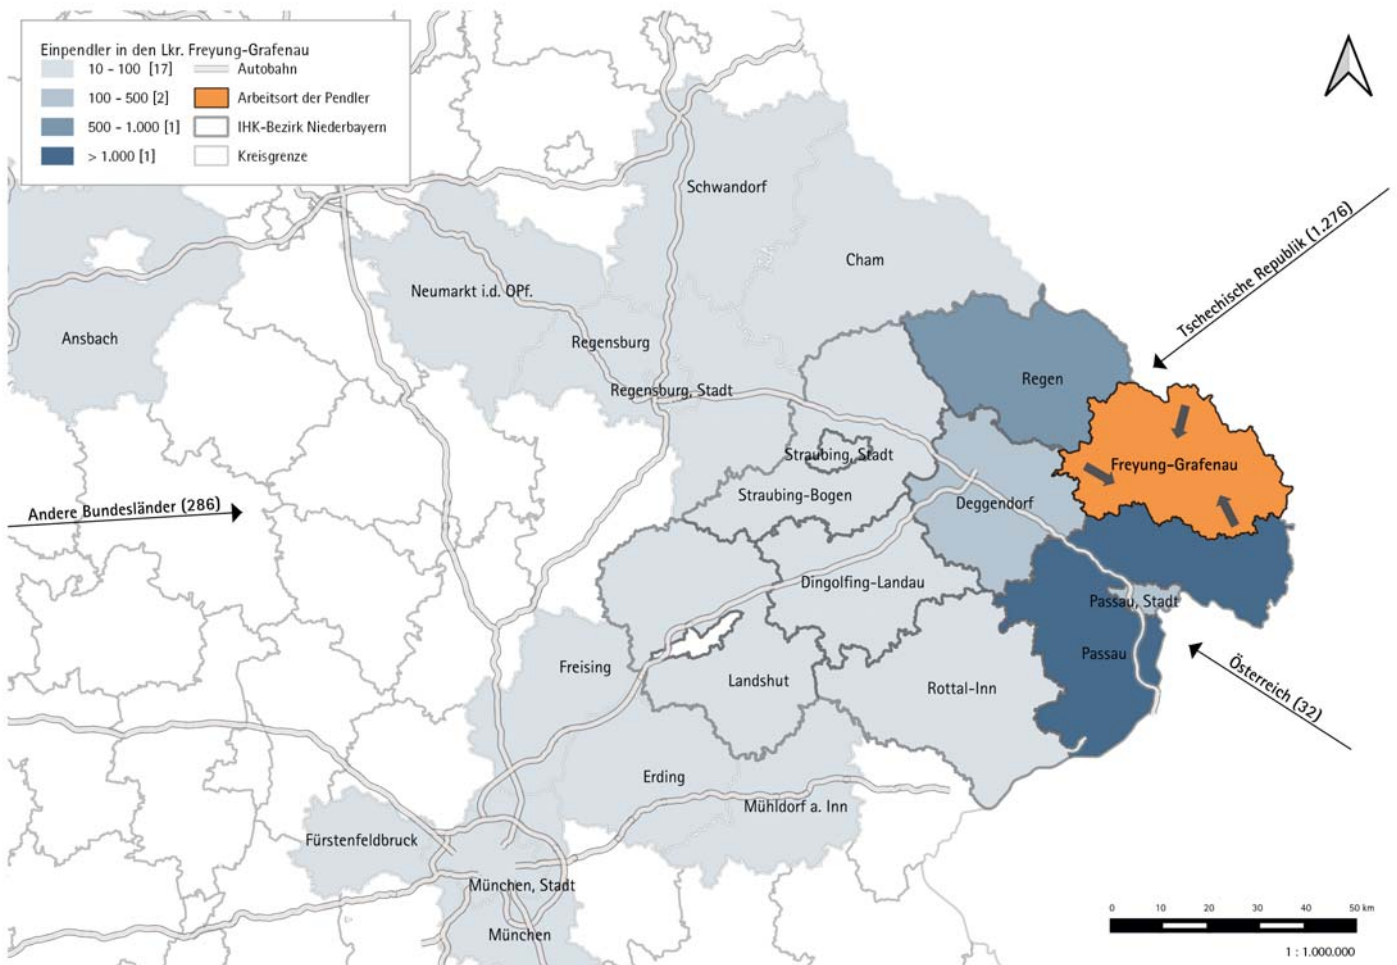 Einpendler in den Lkr. Freyung-Grafenau
10 - 100 [17]
Autobahn
100 - 500 [2]
Arbeitsort der Pendler
500 - 1.000 [1]
IHK-Bezirk Niederbayern
> 1.000 [1]
Kreisgrenze
Schwandorf
Tschechische Republik (1.276)
Cham
Neumarkt i.d. OPf.
Ansbach
Regensburg
Regen
Regensburg, Stadt
Straubing, Stadt
Freyung-Grafenau
Straubing-Bogen
Deggendorf
Andere Bundesländer (286)
Dingolfing-Landau
Passau, Stadt
Passau
Freising
Landshut
Rottal-Inn
Österreich (32)
Erding
Mühldorf a. Inn
Fürstenfeldbruck
München, Stadt
München
0 10 20 30 40 50 km
1 : 1.000.000